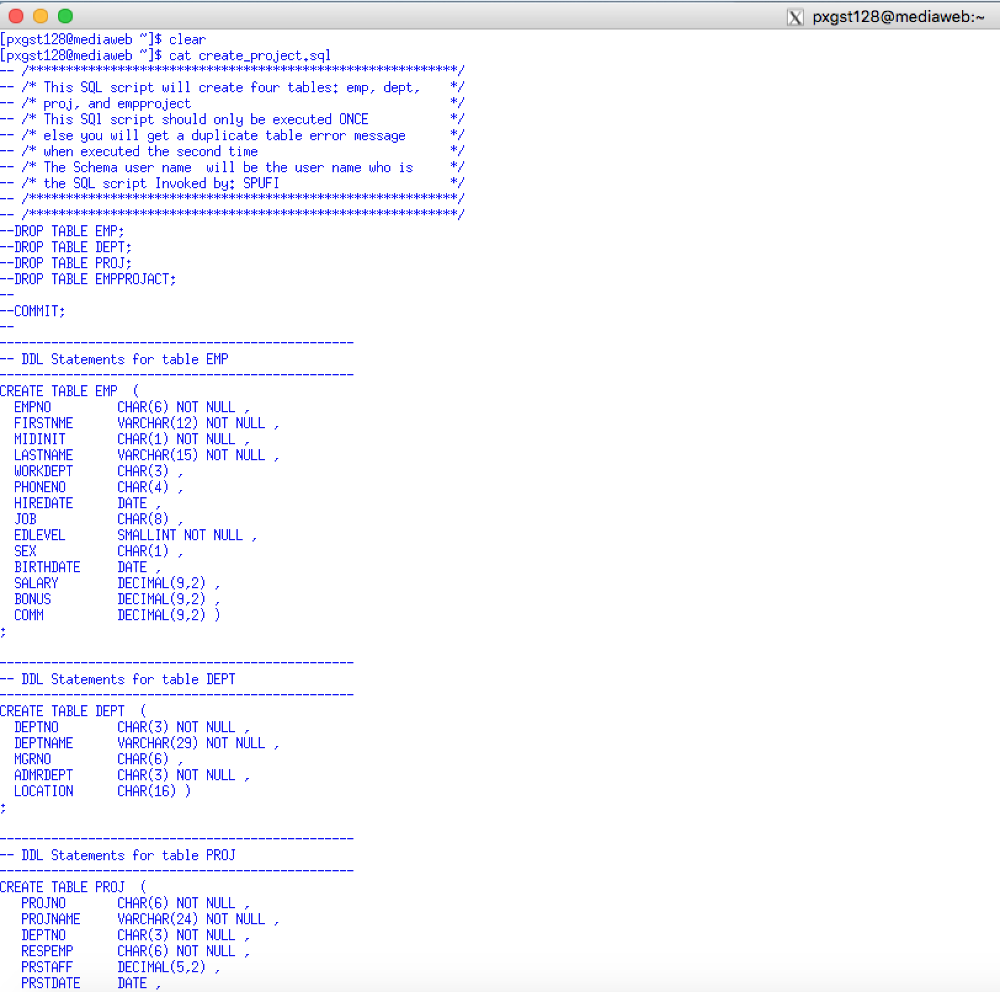 pxgst128@mediaweb:~
[pxgst128@mediaweb ~]$ clear
[pxgst128@mediaweb ~]$ cat create_project.sql
-- /**********************************************************/
-- /* This SQL script will create four tables: emp, dept,    */
-- /* proj, and empproject                                   */
-- /* This SQl script should only be executed ONCE           */
-- /* else you will get a duplicate table error message      */
-- /* when executed the second time                          */
-- /* The Schema user name  will be the user name who is     */
-- /* the SQL script Invoked by: SPUFI                       */
-- /**********************************************************/
-- /**********************************************************/
--DROP TABLE EMP;
--DROP TABLE DEPT;
--DROP TABLE PROJ;
--DROP TABLE EMPPROJACT;
--
--COMMIT;
--
------------------------------------------------
-- DDL Statements for table EMP
------------------------------------------------
CREATE TABLE EMP  (
  EMPNO         CHAR(6) NOT NULL ,
  FIRSTNME      VARCHAR(12) NOT NULL ,
  MIDINIT       CHAR(1) NOT NULL ,
  LASTNAME      VARCHAR(15) NOT NULL ,
  WORKDEPT      CHAR(3) ,
  PHONENO       CHAR(4) ,
  HIREDATE      DATE ,
  JOB           CHAR(8) ,
  EDLEVEL       SMALLINT NOT NULL ,
  SEX           CHAR(1) ,
  BIRTHDATE     DATE ,
  SALARY        DECIMAL(9,2) ,
  BONUS         DECIMAL(9,2) ,
  COMM          DECIMAL(9,2) )
;
------------------------------------------------
-- DDL Statements for table DEPT
------------------------------------------------
CREATE TABLE DEPT  (
  DEPTNO        CHAR(3) NOT NULL ,
  DEPTNAME      VARCHAR(29) NOT NULL ,
  MGRNO         CHAR(6) ,
  ADMRDEPT      CHAR(3) NOT NULL ,
  LOCATION      CHAR(16) )
;
------------------------------------------------
-- DDL Statements for table PROJ
------------------------------------------------
CREATE TABLE PROJ  (
   PROJNO       CHAR(6) NOT NULL ,
   PROJNAME     VARCHAR(24) NOT NULL ,
   DEPTNO       CHAR(3) NOT NULL ,
   RESPEMP      CHAR(6) NOT NULL ,
   PRSTAFF      DECIMAL(5,2) ,
   PRSTDATE     DATE ,